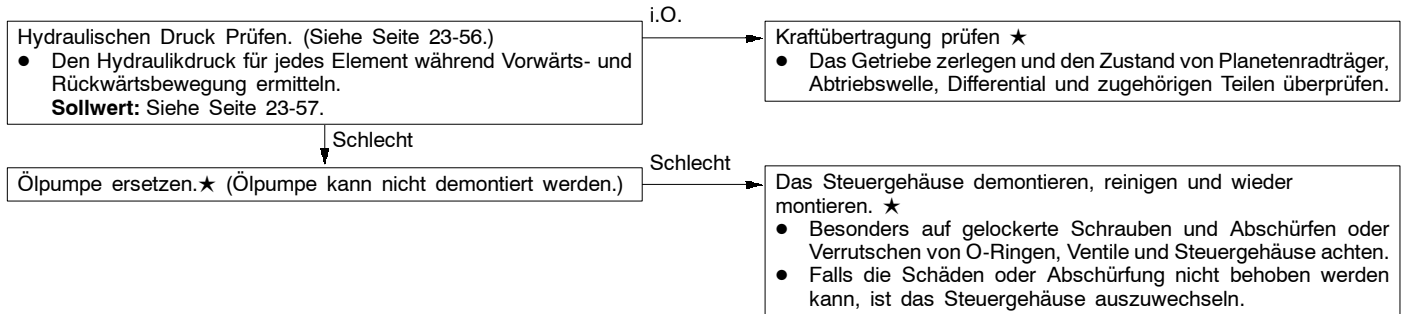 i.O.
Hydraulischen Druck Prüfen. (Siehe Seite 23-56.)
● Den Hydraulikdruck für jedes Element während Vorwärts- und
Rückwärtsbewegung ermitteln.
Sollwert: Siehe Seite 23-57.
Kraftübertragung prüfen ★
● Das Getriebe zerlegen und den Zustand von Planetenradträger,
Abtriebswelle, Differential und zugehörigen Teilen überprüfen.
Schlecht
Ölpumpe ersetzen.★ (Ölpumpe kann nicht demontiert werden.)
Schlecht
Das Steuergehäuse demontieren, reinigen und wieder
montieren. ★
● Besonders auf gelockerte Schrauben und Abschürfen oder
Verrutschen von O-Ringen, Ventile und Steuergehäuse achten.
● Falls die Schäden oder Abschürfung nicht behoben werden
kann, ist das Steuergehäuse auszuwechseln.